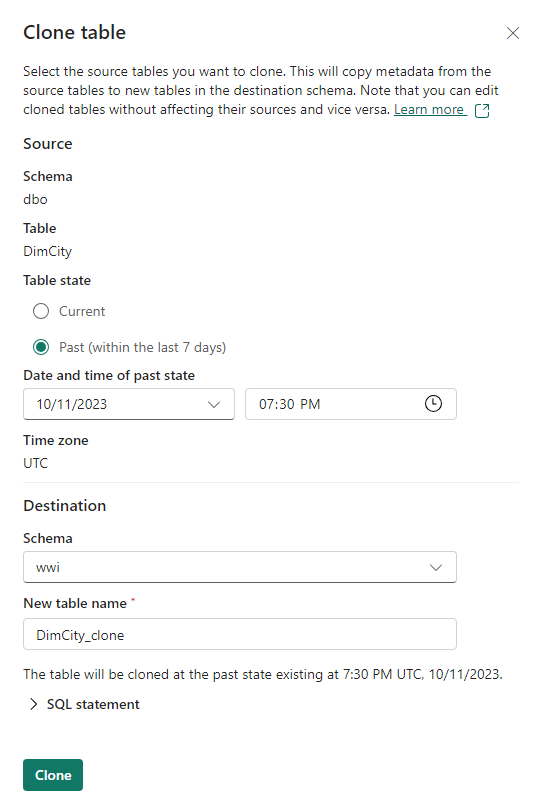 Clone table
Select the source tables you want to clone. This will copy metadata from the
source tables to new tables in the destination schema. Note that you can edit
cloned tables without affecting their sources and vice versa. Learn more
Source
Schema
dbo
Table
DimCity
Table state
Current
Past (within the last 7 days)
Date and time of past state
10/11/2023 07:30 PM
Time zone
UTC
Destination
Schema
wwi
New table name *
DimCity_clone
The table will be cloned at the past state existing at 7:30 PM UTC, 10/11/2023.
SQL statement
Clone